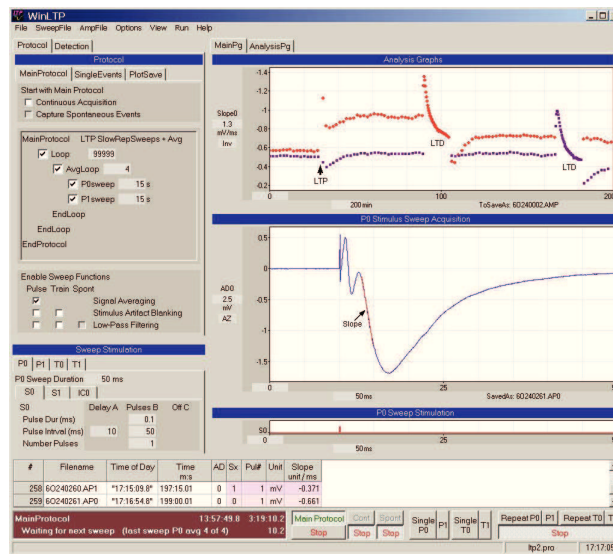 WinLTP
File SweepFile AmpFile Options View Run Help
Protocol Detection
MainPg AnalysisPg
Protocol
MainProtocol SingleEvents PlotSave
Start with Main Protocol
Continuous Acquisition
Capture Spontaneous Events
MainProtocol LTP SlowRepSweeps + Avg
Loop 99999
AvgLoop 4
P0sweep 15 s
P1sweep 15 s
EndLoop
EndLoop
EndProtocol
Enable Sweep Functions
Pulse Train Spont
Signal Averaging
Stimulus Artifact Blanking
Low-Pass Filtering
Sweep Stimulation
P0 P1 T0 T1
P0 Sweep Duration 50 ms
S0 S1 IC0
S0 Delay A Pulses B Off C
Pulse Dur (ms) 0.1
Pulse Intrvl (ms) 10 50
Number Pulses 1
Analysis Graphs
Slope0
1.3
mV/ms
Inv
-1.4
-1.2
-1.0
-0.8
-0.6
-0.4
-0.2
LTP
LTD
LTD
0 100 200
200min ToSaveAs: 6O240002.AMP
P0 Stimulus Sweep Acquisition
AD0
2.5
mV
AZ
0.5
0
-0.5
-1.0
-1.5
Slope
0 25 50
50ms SavedAs: 6O240261.AP0
P0 Sweep Stimulation
S0
0 25 50
50ms
# Filename Time of Day Time m:s AD Sx Pul# Unit Slope unit/ms
258 6O240260.AP1 "17:15:09.8" 197:15.01 0 1 1 mV -0.371
259 6O240261.AP0 "17:16:54.8" 199:00.01 0 0 1 mV -0.661
MainProtocol 13:57:49.8 3:19:10.2
Waiting for next sweep (last sweep P0 avg 4 of 4) 10.2
Main Protocol Cont Spont
Stop Stop Stop
Single P0 P1 Single T0 T1
Repeat P0 P1 Repeat T0
Stop
ltp2.pro